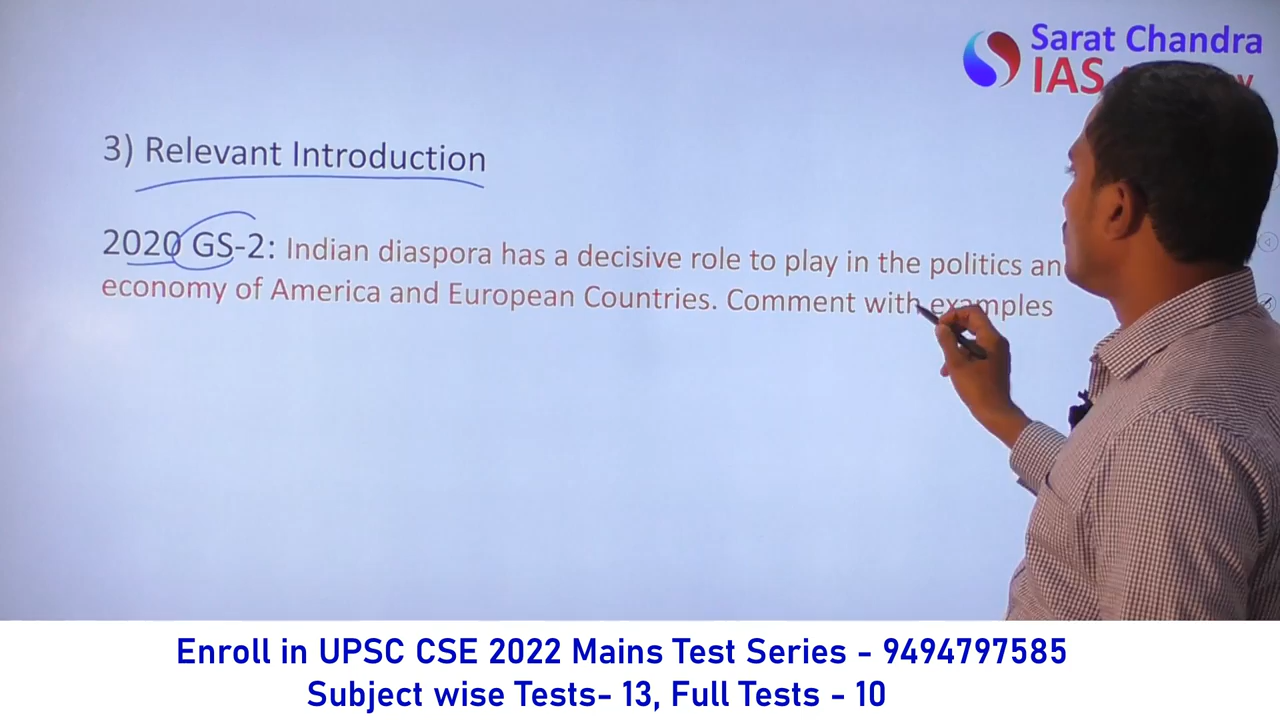 Sarat Chandra
IAS
3) Relevant Introduction
2020 GS-2: Indian diaspora has a decisive role to play in the politics an
economy of America and European Countries. Comment with examples
Enroll in UPSC CSE 2022 Mains Test Series - 9494797585
Subject wise Tests- 13, Full Tests - 10